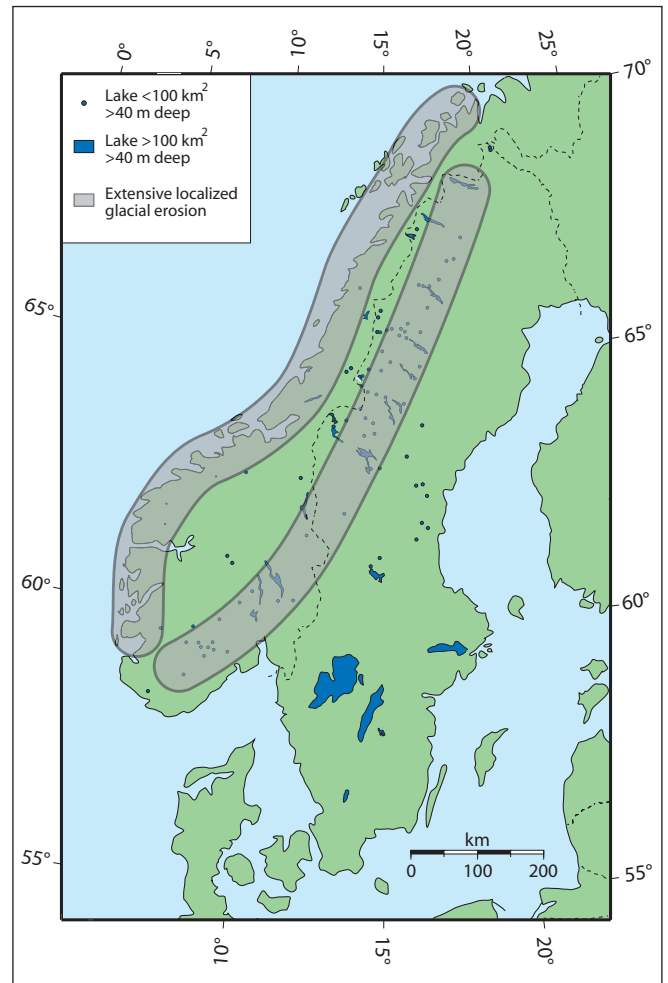 0° 5° 10° 15° 20° 25°
70°
Lake <100 km²
>40 m deep
Lake >100 km²
>40 m deep
Extensive localized
glacial erosion
65° 65°
60° 60°
km
0 100 200
55° 55°
10° 15° 20°